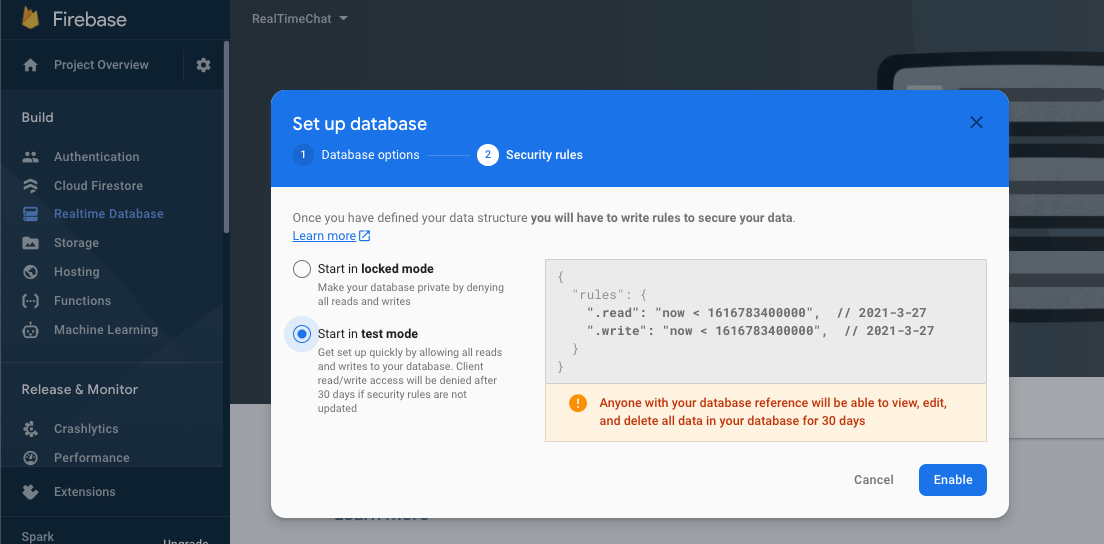 Firebase
RealTimeChat
Project Overview
Build
Authentication
Cloud Firestore
Realtime Database
Storage
Hosting
Functions
Machine Learning
Release & Monitor
Crashlytics
Performance
Extensions
Spark
Upgrade
Set up database
1 Database options 2 Security rules
Once you have defined your data structure you will have to write rules to secure your data.
Learn more
Start in locked mode
Make your database private by denying
all reads and writes
Start in test mode
Get set up quickly by allowing all reads
and writes to your database. Client
read/write access will be denied after
30 days if security rules are not
updated
{
"rules": {
".read": "now < 1616783400000", // 2021-3-27
".write": "now < 1616783400000", // 2021-3-27
}
}
Anyone with your database reference will be able to view, edit,
and delete all data in your database for 30 days
Cancel Enable
Learn more